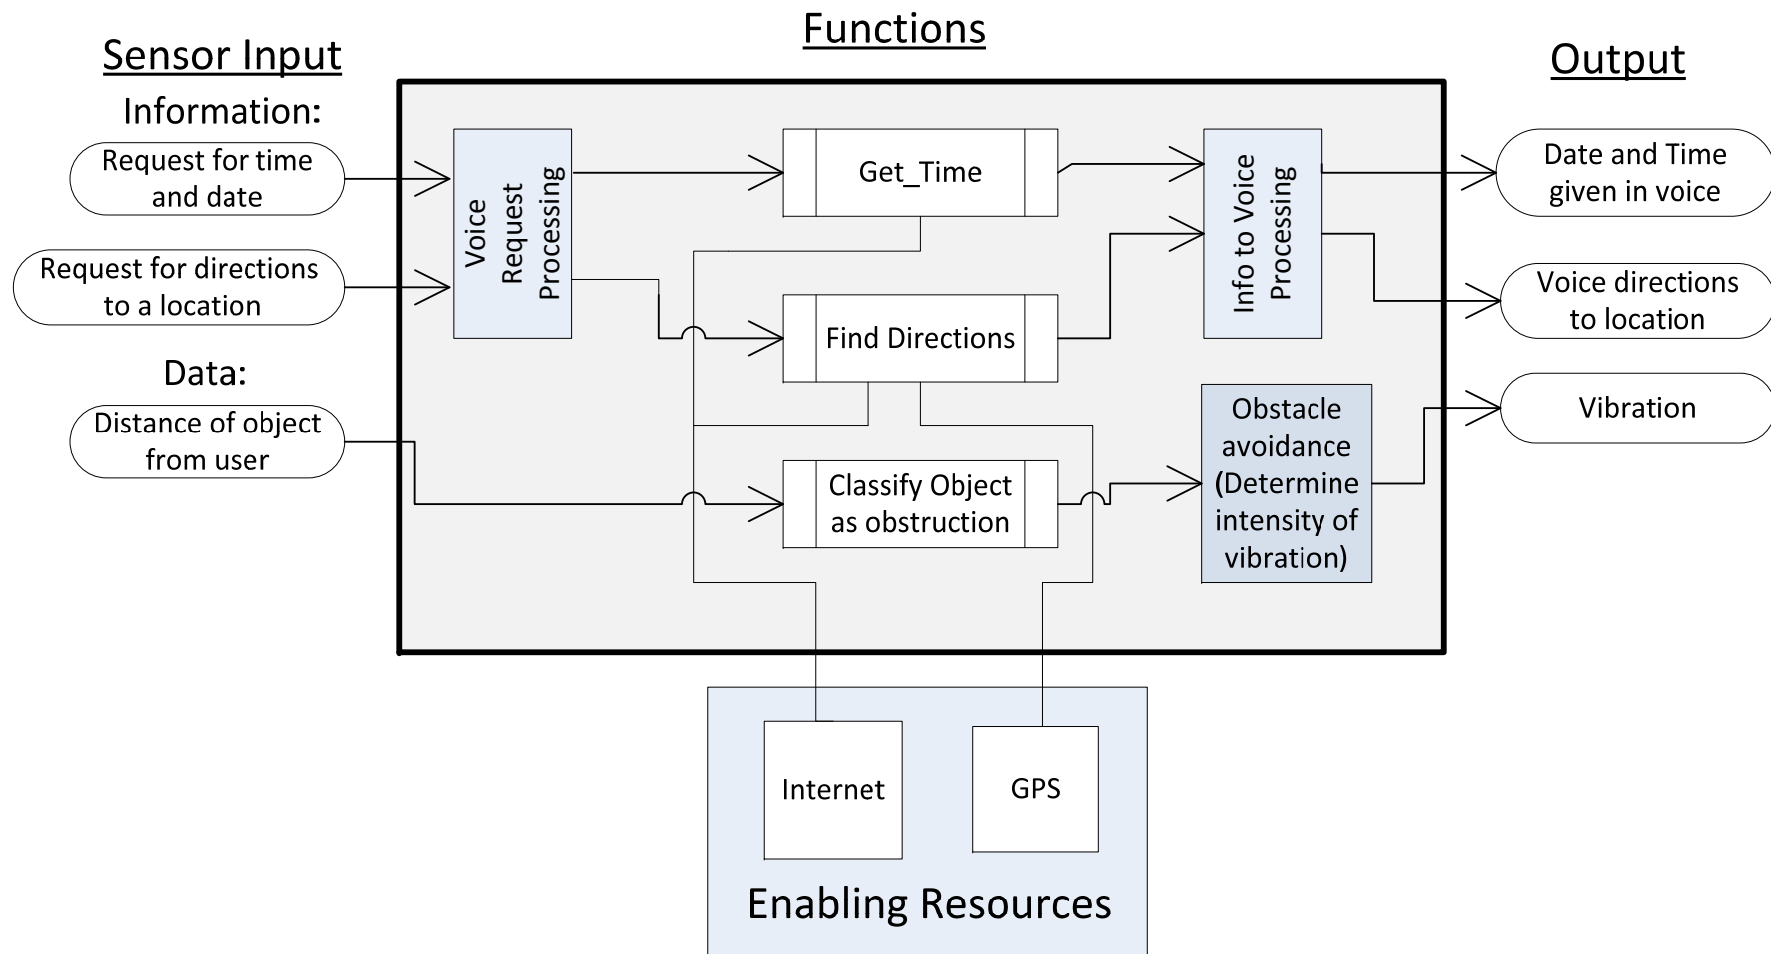 Functions
Sensor Input
Output
Information:
Request for time
and date
Request for directions
to a location
Data:
Distance of object
from user
Voice
Request
Processing
Get_Time
Find Directions
Classify Object
as obstruction
Info to Voice
Processing
Obstacle
avoidance
(Determine
intensity of
vibration)
Date and Time
given in voice
Voice directions
to location
Vibration
Internet
GPS
Enabling Resources